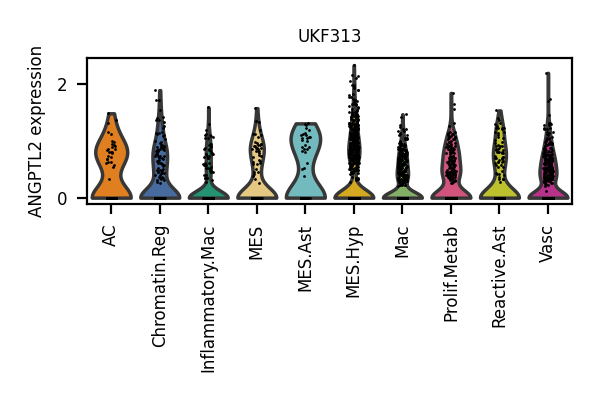 UKF313
ANGPTL2 expression
2
0
AC
Chromatin.Reg
Inflammatory.Mac
MES
MES.Ast
MES.Hyp
Mac
Prolif.Metab
Reactive.Ast
Vasc